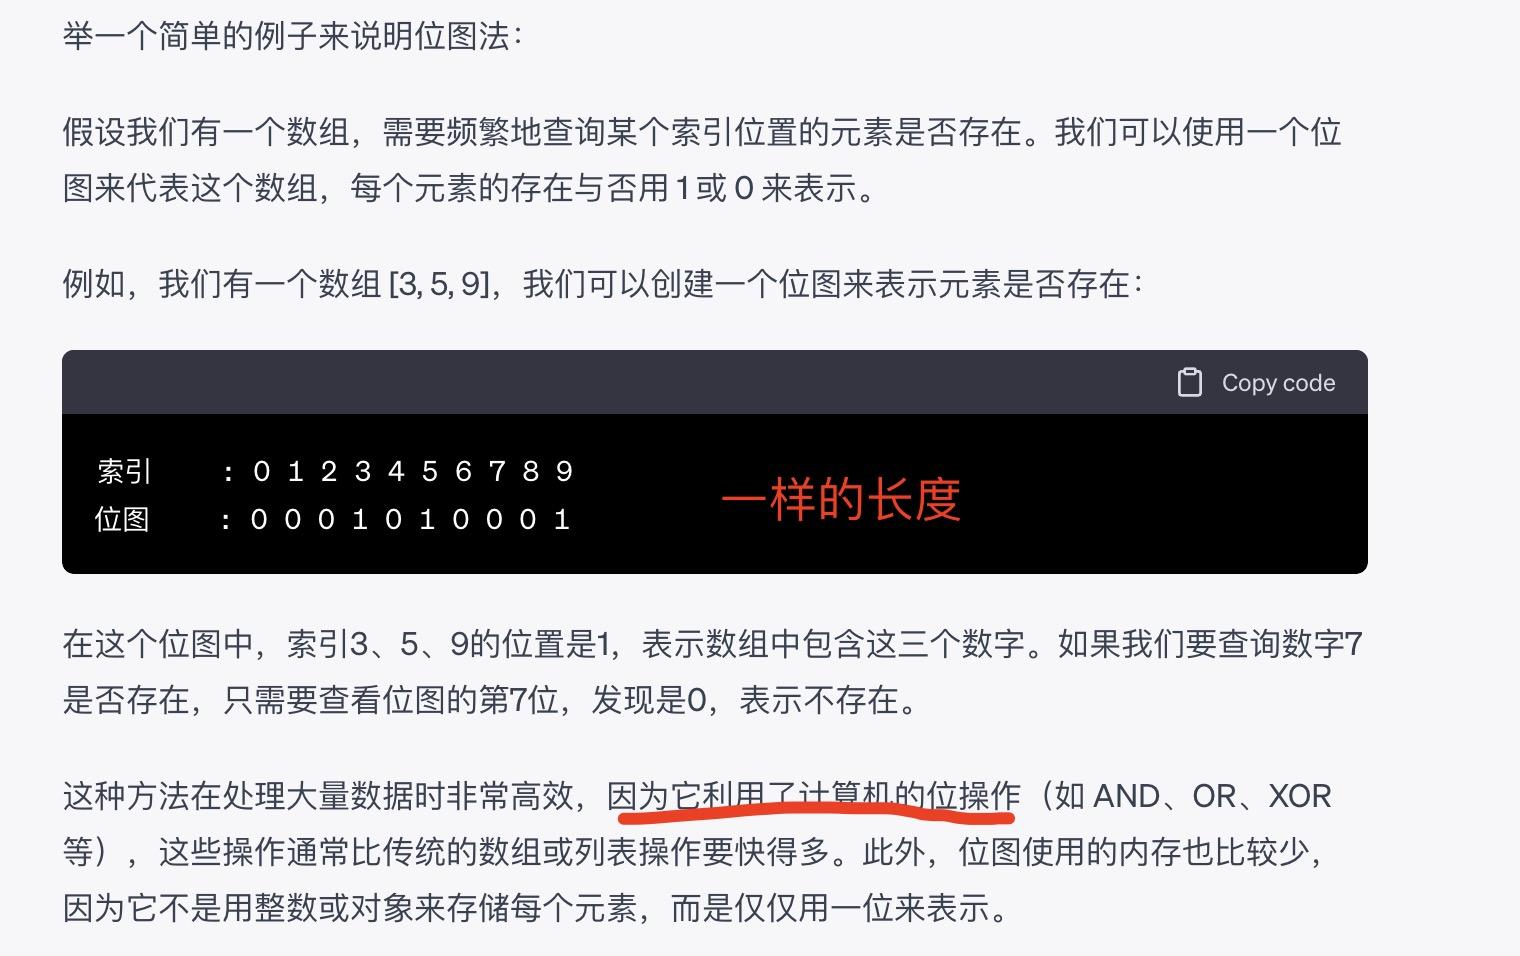 举一个简单的例子来说明位图法：
假设我们有一个数组，需要频繁地查询某个索引位置的元素是否存在。我们可以使用一个位
图来代表这个数组，每个元素的存在与否用 1 或 0 来表示。
例如，我们有一个数组 [3, 5, 9]，我们可以创建一个位图来表示元素是否存在：
Copy code
索引 : 0 1 2 3 4 5 6 7 8 9
位图 : 0 0 0 1 0 1 0 0 0 1
一样的长度
在这个位图中，索引3、5、9的位置是1，表示数组中包含这三个数字。如果我们要查询数字7
是否存在，只需要查看位图的第7位，发现是0，表示不存在。
这种方法在处理大量数据时非常高效，因为它利用了计算机的位操作（如 AND、OR、XOR
等），这些操作通常比传统的数组或列表操作要快得多。此外，位图使用的内存也比较少，
因为它不是用整数或对象来存储每个元素，而是仅仅用一位来表示。